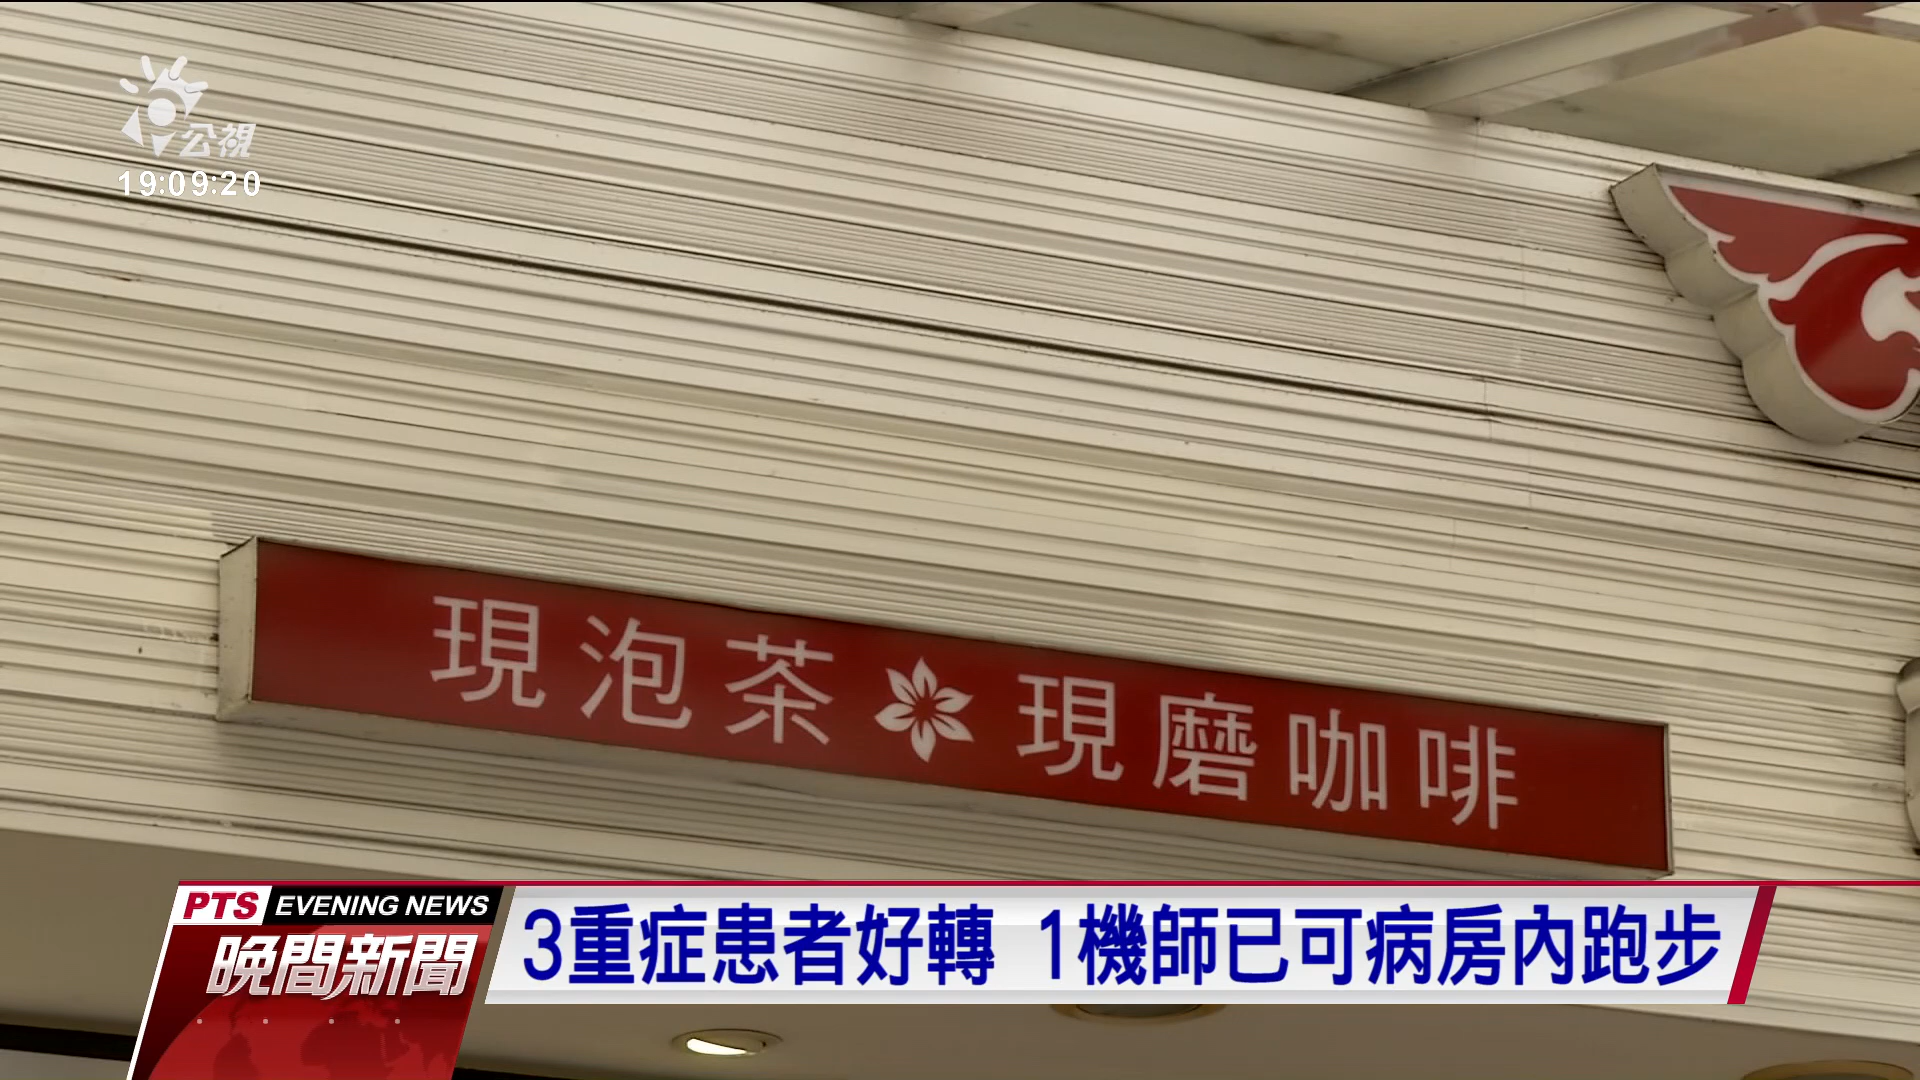 公視
19:09:20
現泡茶 現磨咖啡
PTS EVENING NEWS
晚間新聞
3重症患者好轉 1機師已可病房內跑步